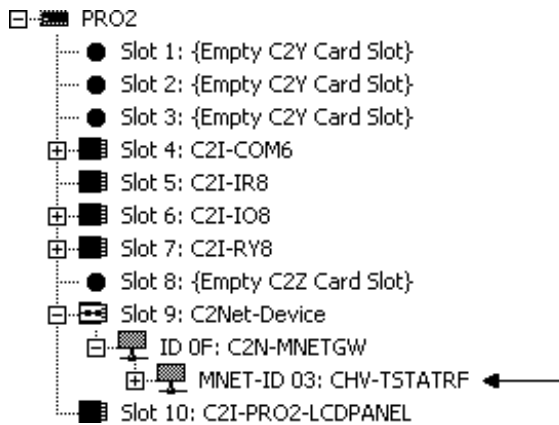 PRO2
Slot 1: {Empty C2Y Card Slot}
Slot 2: {Empty C2Y Card Slot}
Slot 3: {Empty C2Y Card Slot}
Slot 4: C2I-COM6
Slot 5: C2I-IR8
Slot 6: C2I-IO8
Slot 7: C2I-RY8
Slot 8: {Empty C2Z Card Slot}
Slot 9: C2Net-Device
ID 0F: C2N-MNETGW
MNET-ID 03: CHV-TSTATRF
Slot 10: C2I-PRO2-LCDPANEL